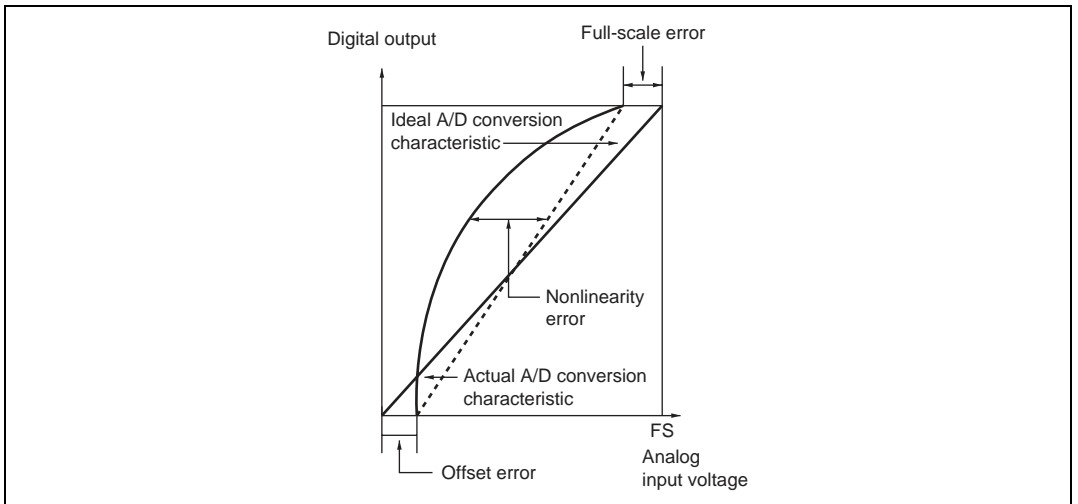 Full-scale error
Digital output
Ideal A/D conversion
characteristic
Nonlinearity
error
Actual A/D conversion
characteristic
FS
Analog
input voltage
Offset error